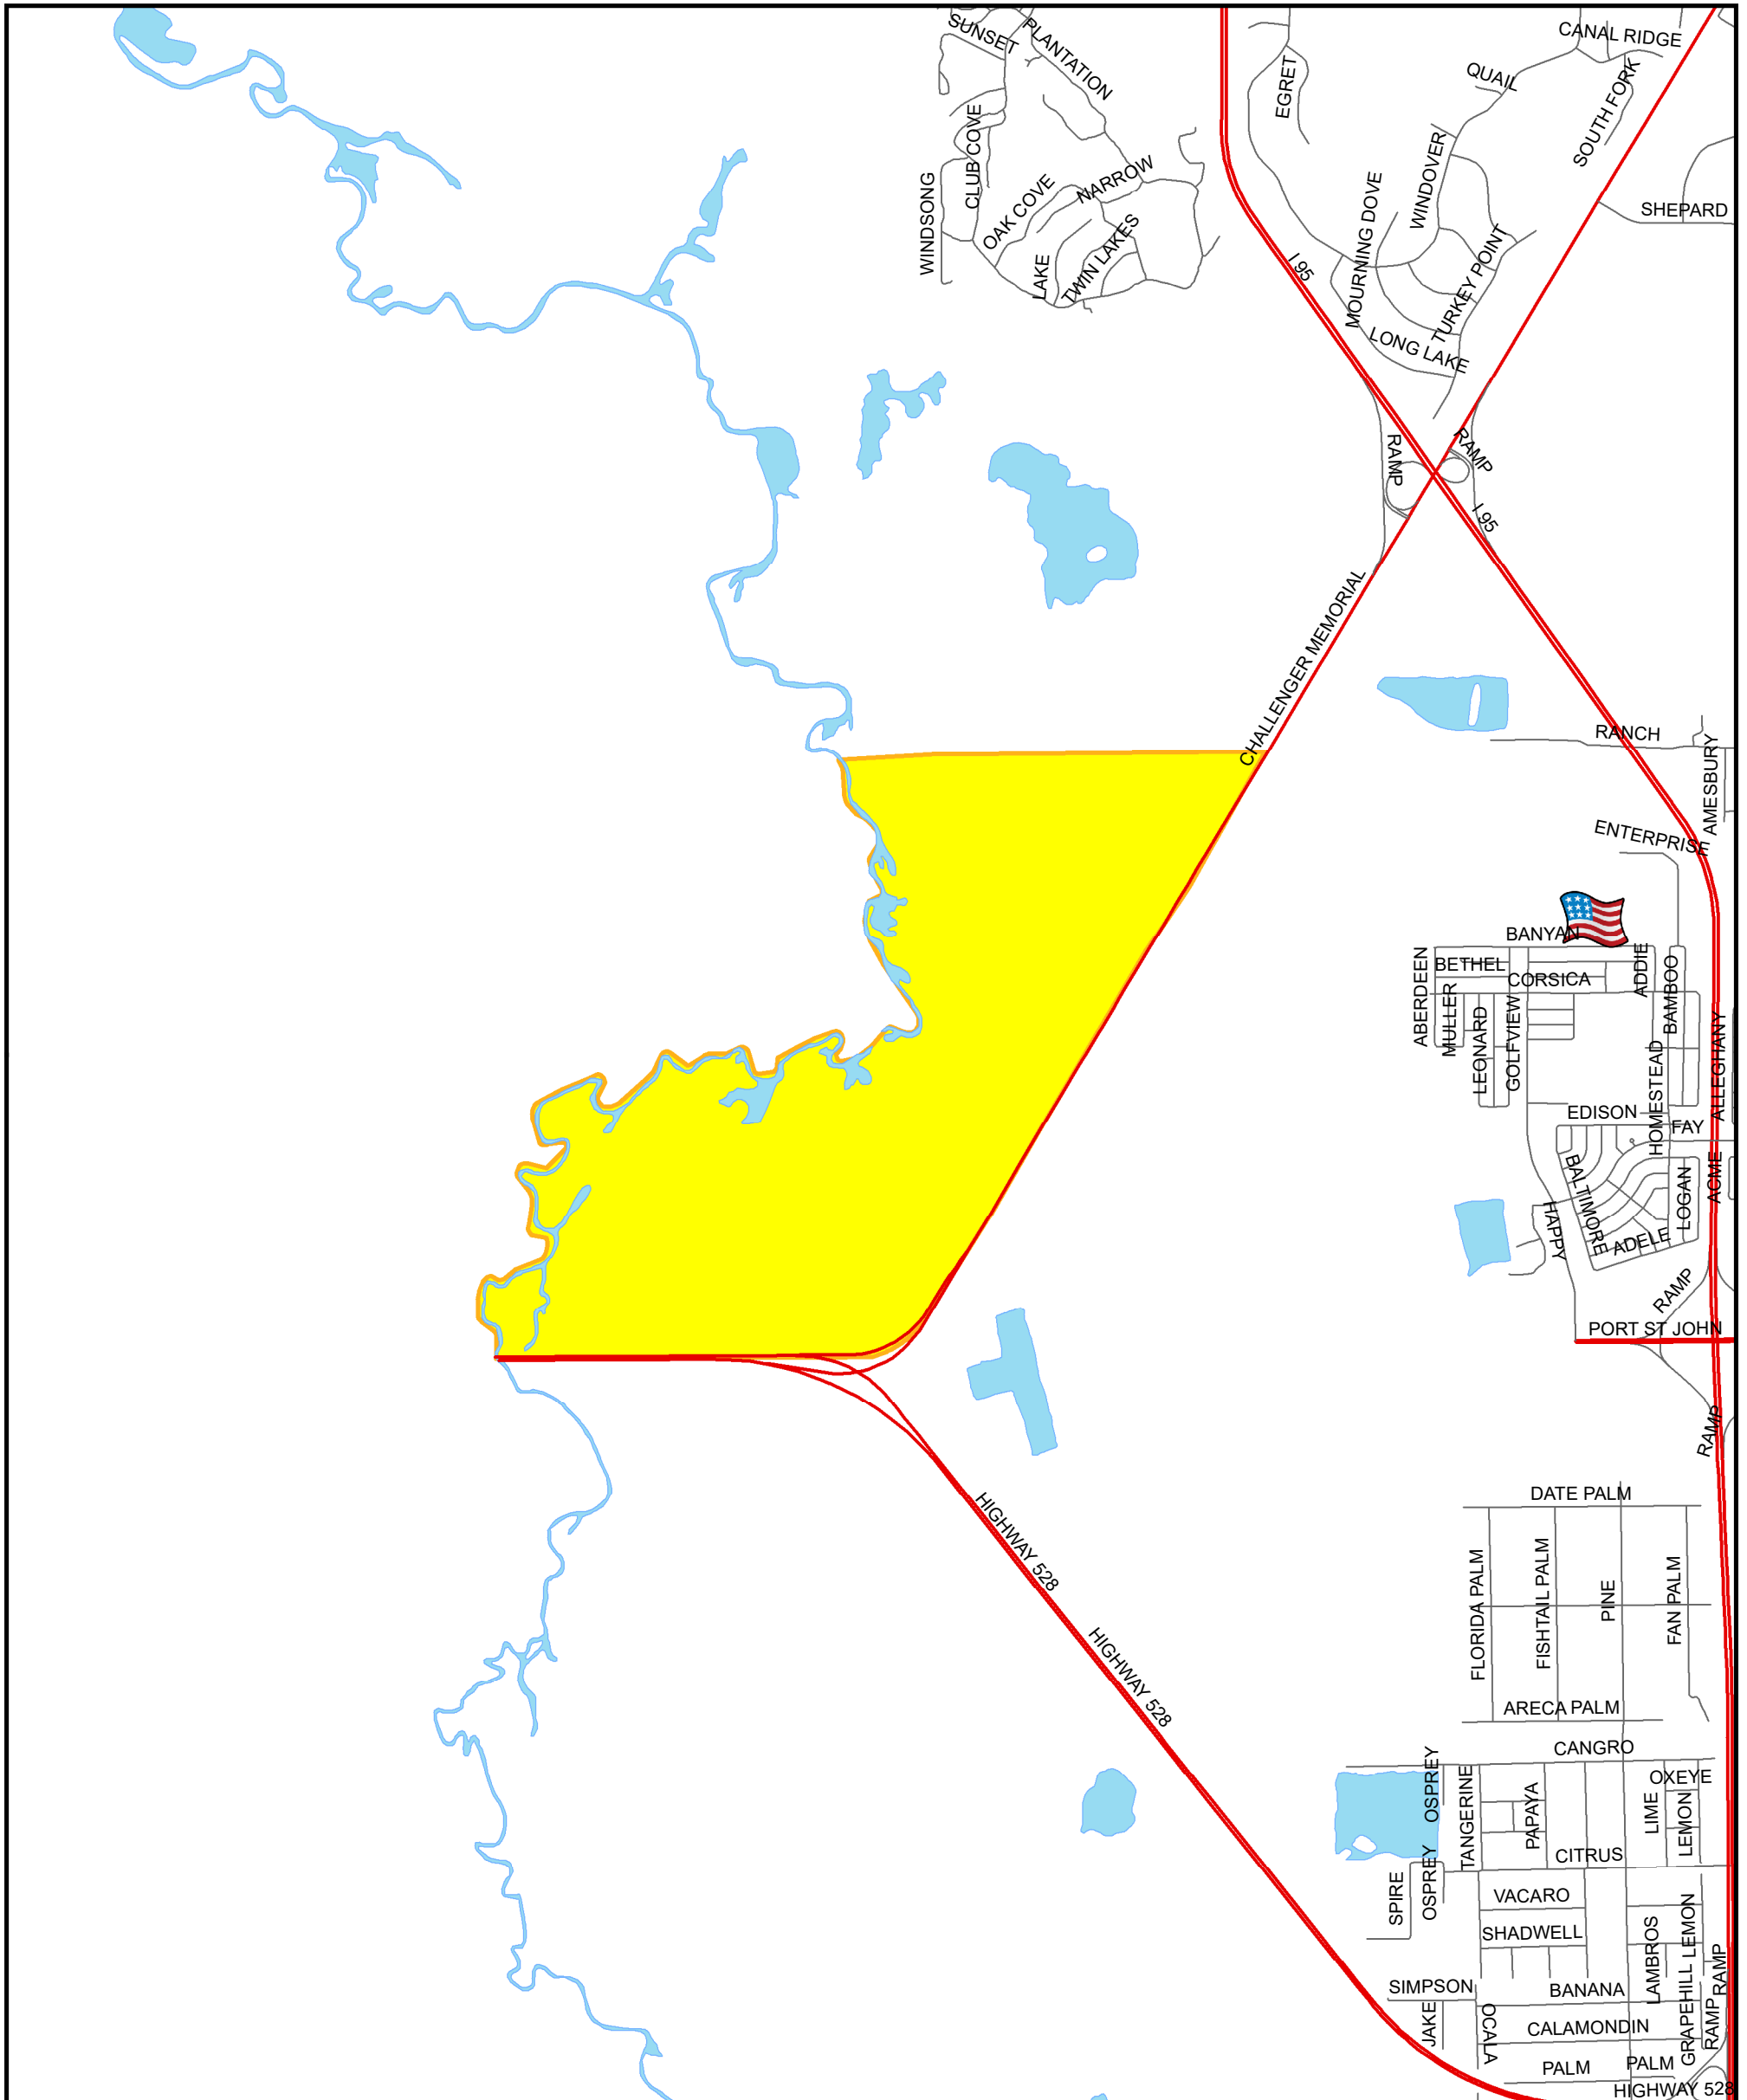 SUNSET
PLANTATION
CANAL RIDGE
EGRET
QUAIL
SOUTH FORK
CLUB COVE
WINDSONG
OAK COVE
NARROW
LAKE
TWIN LAKES
MOURNING DOVE
WINDOVER
SHEPARD
TURKEY POINT
I 95
LONG LAKE
RAMP
RAMP
I 95
CHALLENGER MEMORIAL
RANCH
AMESBURY
ENTERPRISE
BANYAN
ABERDEEN
BETHEL
CORSICA
ADDIE
BAMBOO
MULLER
LEONARD
GOLFVIEW
HOMESTEAD
ALLEGHANY
EDISON
FAY
BALTIMORE
LOGAN
ACME
HAPPY
ADELE
RAMP
PORT ST JOHN
RAMP
HIGHWAY 528
DATE PALM
FLORIDA PALM
FISHTAIL PALM
PINE
FAN PALM
HIGHWAY 528
ARECA PALM
CANGRO
OSPREY
TANGERINE
PAPAYA
OXEYE
LIME
LEMON
CITRUS
SPIRE
OSPREY
VACARO
SHADWELL
LAMBROS
LEMON
GRAPEHILL
RAMP
SIMPSON
BANANA
JAKE
OCALA
CALAMONDIN
RAMP
PALM
PALM
HIGHWAY 528